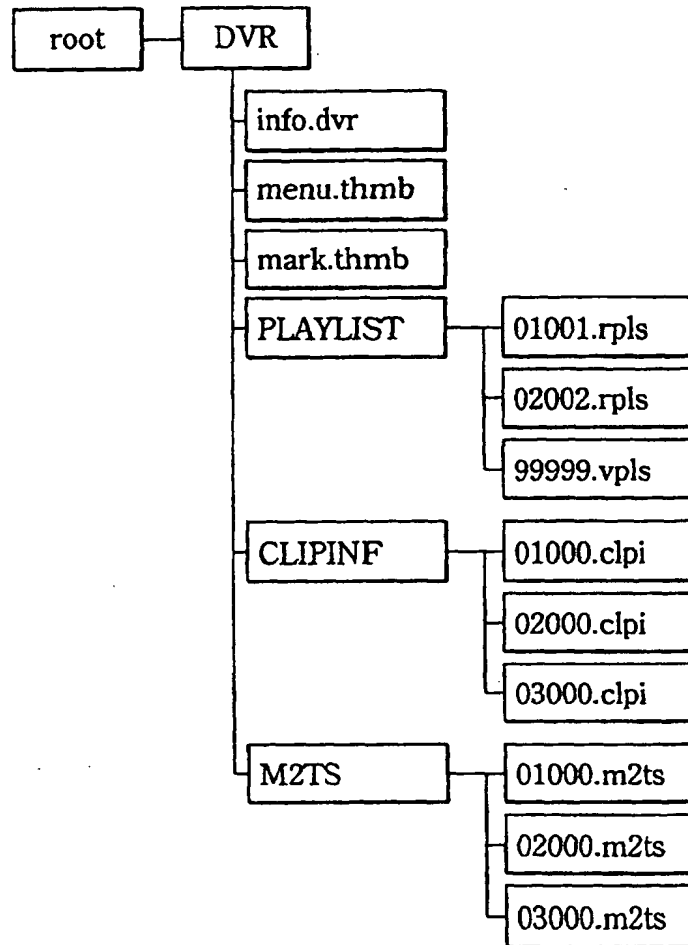 root
DVR
info.dvr
menu.thmb
mark.thmb
PLAYLIST
01001.rpls
02002.rpls
99999.vpls
CLIPINF
01000.clpi
02000.clpi
03000.clpi
M2TS
01000.m2ts
02000.m2ts
03000.m2ts